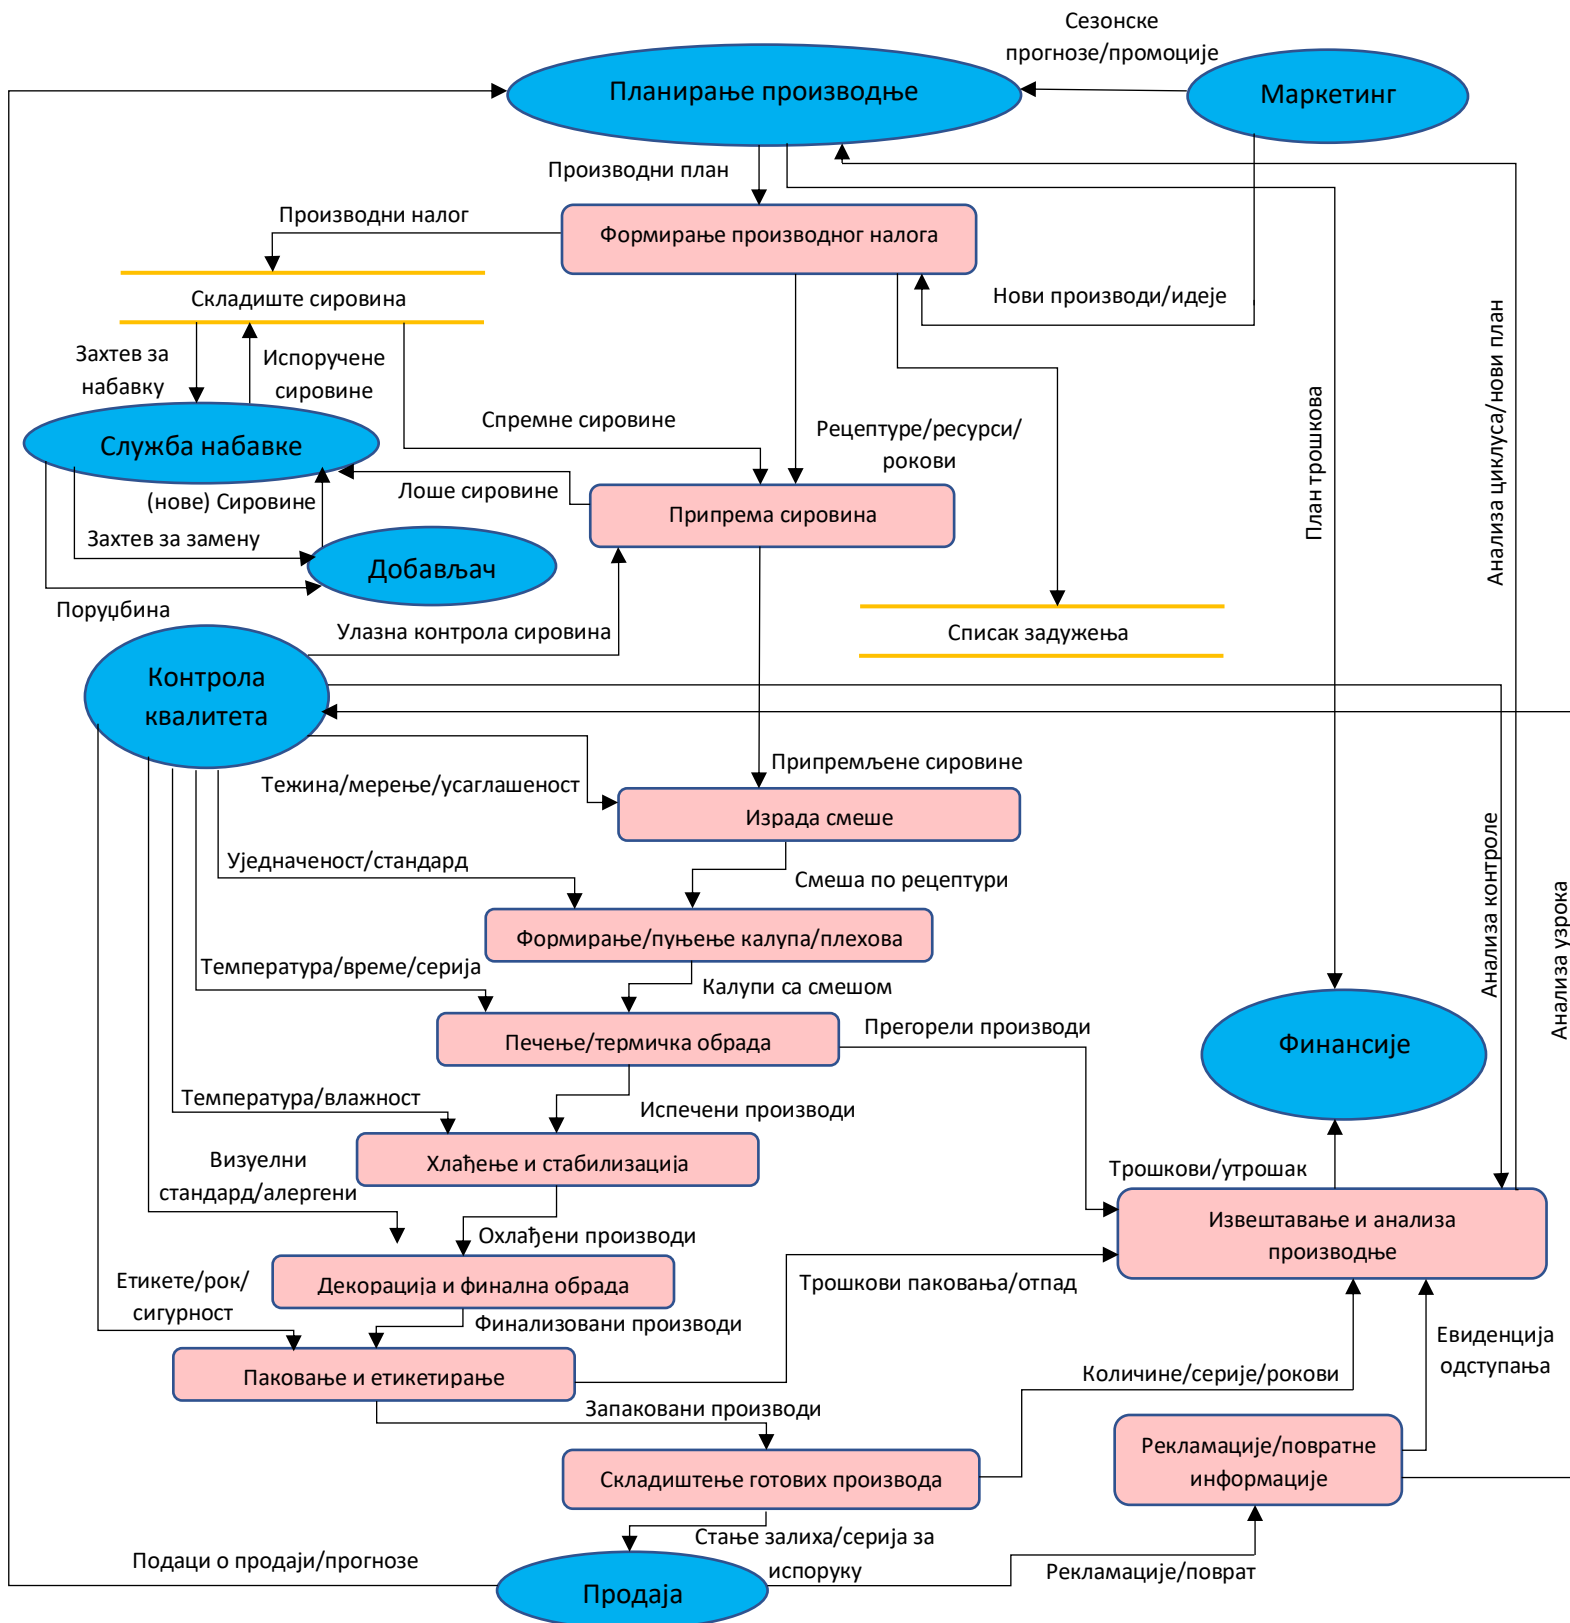 Сезонске
прогнозе/промоције
Планирање производње
Маркетинг
Производни план
Производни налог
Формирање производног налога
Складиште сировина
Нови производи/идеје
Захтев за
набавку
Испоручене
сировине
План трошкова
Анализа циклуса/нови план
Служба набавке
Спремне сировине
Рецептуре/ресурси/
рокови
(нове) Сировине
Лоше сировине
Припрема сировина
Захтев за замену
Добављач
Поруџбина
Улазна контрола сировина
Списак задужења
Контрола
квалитета
Припремљене сировине
Тежина/мерење/усаглашеност
Израда смеше
Уједначеност/стандард
Смеша по рецептури
Анализа контроле
Анализа узрока
Формирање/пуњење калупа/плехова
Температура/време/серија
Калупи са смешом
Прегорели производи
Печење/термичка обрада
Финансије
Температура/влажност
Испечени производи
Хлађење и стабилизација
Визуелни
стандард/алергени
Трошкови/утрошак
Охлађени производи
Извештавање и анализа
производње
Декорација и финална обрада
Етикете/рок/
сигурност
Трошкови паковања/отпад
Финализовани производи
Евиденција
одступања
Паковање и етикетирање
Количине/серије/рокови
Запаковани производи
Рекламације/повратне
информације
Складиштење готових производа
Стање залиха/серија за
испоруку
Подаци о продаји/прогнозе
Рекламације/поврат
Продаја